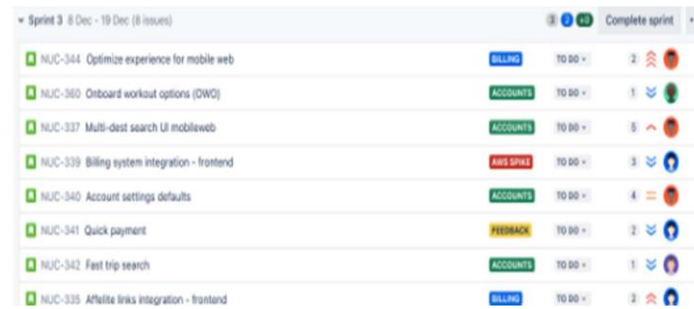 Sprint 3 8 Dec - 19 Dec (8 issues) Complete sprint
NUC-344 Optimize experience for mobile web BILLING TO DO 2
NUC-360 Onboard workout options (OWO) ACCOUNTS TO DO 1
NUC-337 Multi-dest search UI mobileweb ACCOUNTS TO DO 5
NUC-339 Billing system integration - frontend AWS SPIKE TO DO 3
NUC-340 Account settings defaults ACCOUNTS TO DO 4
NUC-341 Quick payment FEEDBACK TO DO 2
NUC-342 Fast trip search ACCOUNTS TO DO 1
NUC-335 Affelite links integration - frontend BILLING TO DO 2